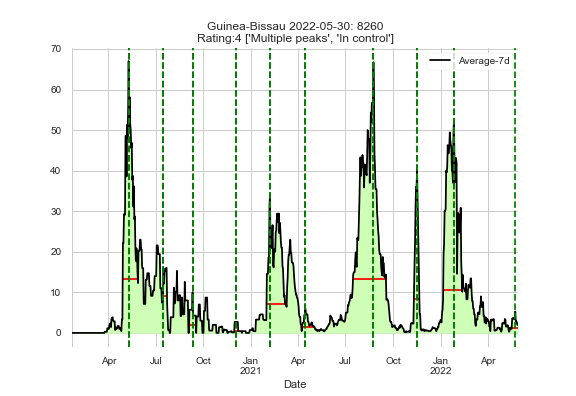 Guinea-Bissau 2022-05-30: 8260
Rating:4 ['Multiple peaks', 'In control']
Average-7d
70
60
50
40
30
20
10
0
Apr Jul Oct Jan Apr Jul Oct Jan Apr
2021 2022
Date